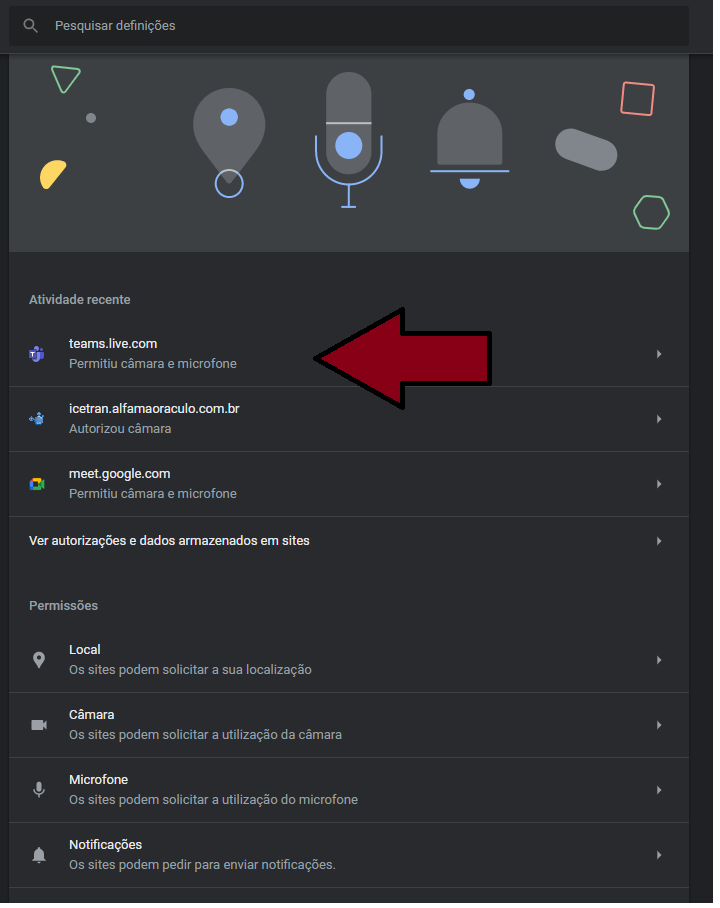 Pesquisar definições
Atividade recente
teams.live.com
Permitiu câmara e microfone
icetran.alfamaoraculo.com.br
Autorizou câmara
meet.google.com
Permitiu câmara e microfone
Ver autorizações e dados armazenados em sites
Permissões
Local
Os sites podem solicitar a sua localização
Câmara
Os sites podem solicitar a utilização da câmara
Microfone
Os sites podem solicitar a utilização do microfone
Notificações
Os sites podem pedir para enviar notificações.